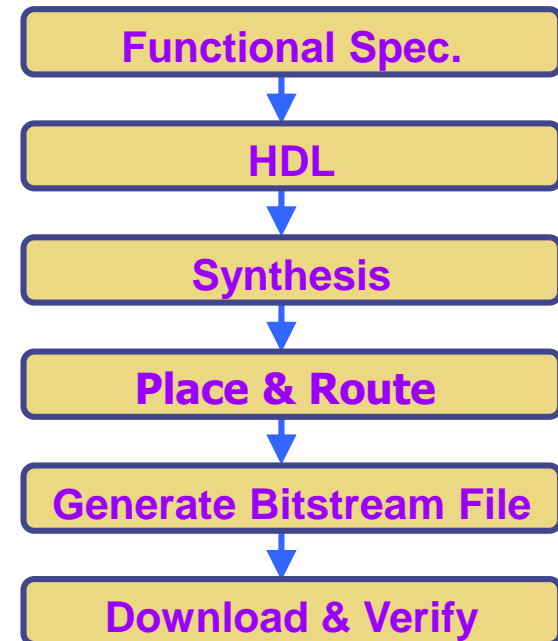 Functional Spec.
HDL
Synthesis
Place & Route
Generate Bitstream File
Download & Verify